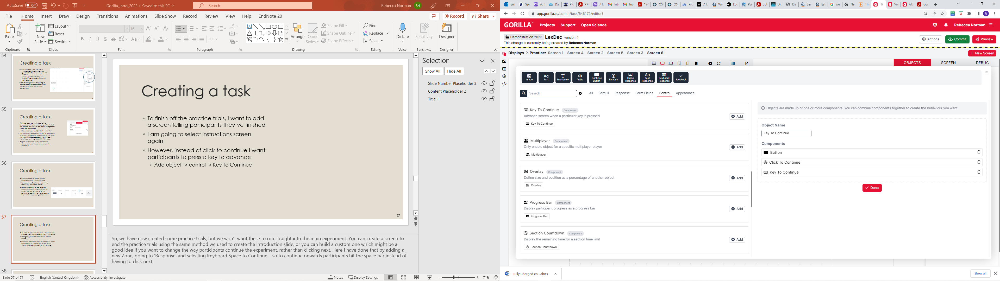 AutoSave Off
Gorilla_Intro_2023 • Saved to this PC
Search
Rebecca Norman RN
File Home Insert Draw Design Transitions Animations Slide Show Record Review View Help EndNote 20
Record Share
Paste
New Slide
Layout
Reset
Section
16
Arrange
Quick Styles
Shape Fill
Shape Outline
Shape Effects
Find
Replace
Select
Dictate
Sensitivity
Designer
Clipboard Slides Font Paragraph Drawing Editing Voice Sensitivity Designer
54
Creating a task
55
Creating a task
56
Creating a task
57
Creating a task
58
Creating a task
To finish off the practice trials, I want to add
a screen telling participants they’ve finished
I am going to select instructions screen
again
However, instead of click to continue I want
participants to press a key to advance
Add object -> control -> Key To Continue
57
Selection
Show All Hide All
Slide Number Placeholder 3
Content Placeholder 2
Title 1
So, we have now created some practice trials, but we won’t want these to run straight into the main experiment. You can create a screen to
end the practice trials using the same method we used to create the introduction slide, or you can build a custom one which might be a
good idea if you want to change the way participants continue the experiment, rather than clicking next. Here I have done that by adding a
new Zone, going to ‘Response’ and selecting Keyboard Space to Continue – so to continue onwards participants hit the space bar instead of
having to click next.
Slide 57 of 71 English (United Kingdom) Accessibility: Investigate Notes Display Settings 71%
app.gorilla.sc/admin/task/646172/editor?
GORILLA™ Projects Support Open Science Rebecca Norman
Demonstration 2023 LexDec version 4
This change is currently being created by Rebecca Norman
Actions Commit Preview
Displays > Practice: Screen 1 Screen 4 Screen 2 Screen 5 Screen 3 Screen 6
+ New Screen
OBJECTS SCREEN DEBUG
Image
Text
Markdown
Audio
Continue Button
Fixation
Image Response
Text Response
Keyboard Response
Feedback
Search
All Stimuli Response Form Fields Control Appearance
Key To Continue Component
Advance screen when a particular key is pressed
Key To Continue
Add
Multiplayer Component
Only enable object for a specific multiplayer player
Multiplayer
Add
Overlay Component
Define size and position as a percentage of another object
Overlay
Add
Progress Bar Component
Display participant progress as a progress bar
Progress Bar
Add
Section Countdown Component
Display the remaining time for a section time limit
Section Countdown
Add
Objects are made up of one or more components. You can combine components together to create the behaviour you want.
Object Name
Key To Continue
Components
Button
Click To Continue
Key To Continue
Done
Fully Charged co....docx
Show all